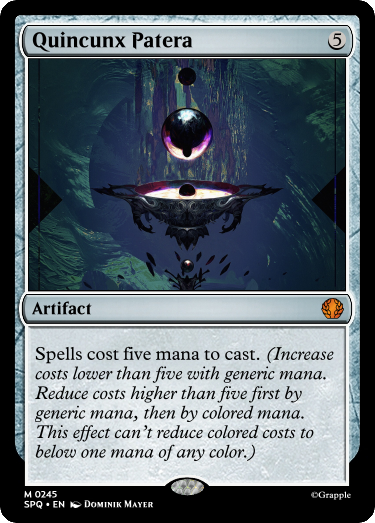 Quincunx Patera
5
Artifact
Spells cost five mana to cast. (Increase
costs lower than five with generic mana.
Reduce costs higher than five first by
generic mana, then by colored mana.
This effect can't reduce colored costs to
below one mana of any color.)
M 0245
SPQ • EN Dominik Mayer
©Grapple